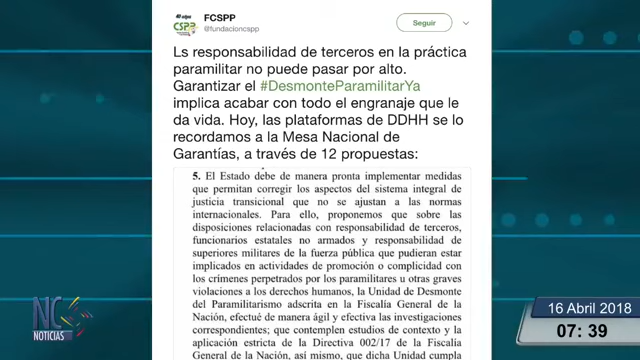 40 años
CSPP
FCSPP
@fundacioncspp
Seguir
Ls responsabilidad de terceros en la práctica
paramilitar no puede pasar por alto.
Garantizar el #DesmonteParamilitarYa
implica acabar con todo el engranaje que le
da vida. Hoy, las plataformas de DDHH se lo
recordamos a la Mesa Nacional de
Garantías, a través de 12 propuestas:
5. El Estado debe de manera pronta implementar medidas
que permitan corregir los aspectos del sistema integral de
justicia transicional que no se ajustan a las normas
internacionales. Para ello, proponemos que sobre las
disposiciones relacionadas con responsabilidad de terceros,
funcionarios estatales no armados y responsabilidad de
superiores militares de la fuerza pública que pudieran estar
implicados en actividades de promoción o complicidad con
los crímenes perpetrados por los paramilitares u otras graves
violaciones a los derechos humanos, la Unidad de Desmonte
del Paramilitarismo adscrita en la Fiscalía General de la
Nación, efectué de manera ágil y efectiva las investigaciones
correspondientes; que contemplen estudios de contexto y la
aplicación estricta de la Directiva 002/17 de la Fiscalía
General de la Nación, así mismo, que dicha Unidad cumpla
NC
NOTICIAS
16 Abril 2018
07: 39